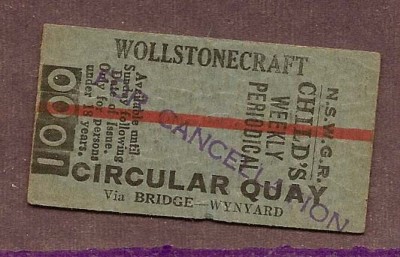 WOLLSTONECRAFT
1000
Available until
Sunday following
Date of Issue.
Only for persons
under 18 years.
N.S.W.G.R.
CHILD'S
WEEKLY
PERIODICAL
CANCELLATION
CIRCULAR QUAY
Via BRIDGE—WYNYARD